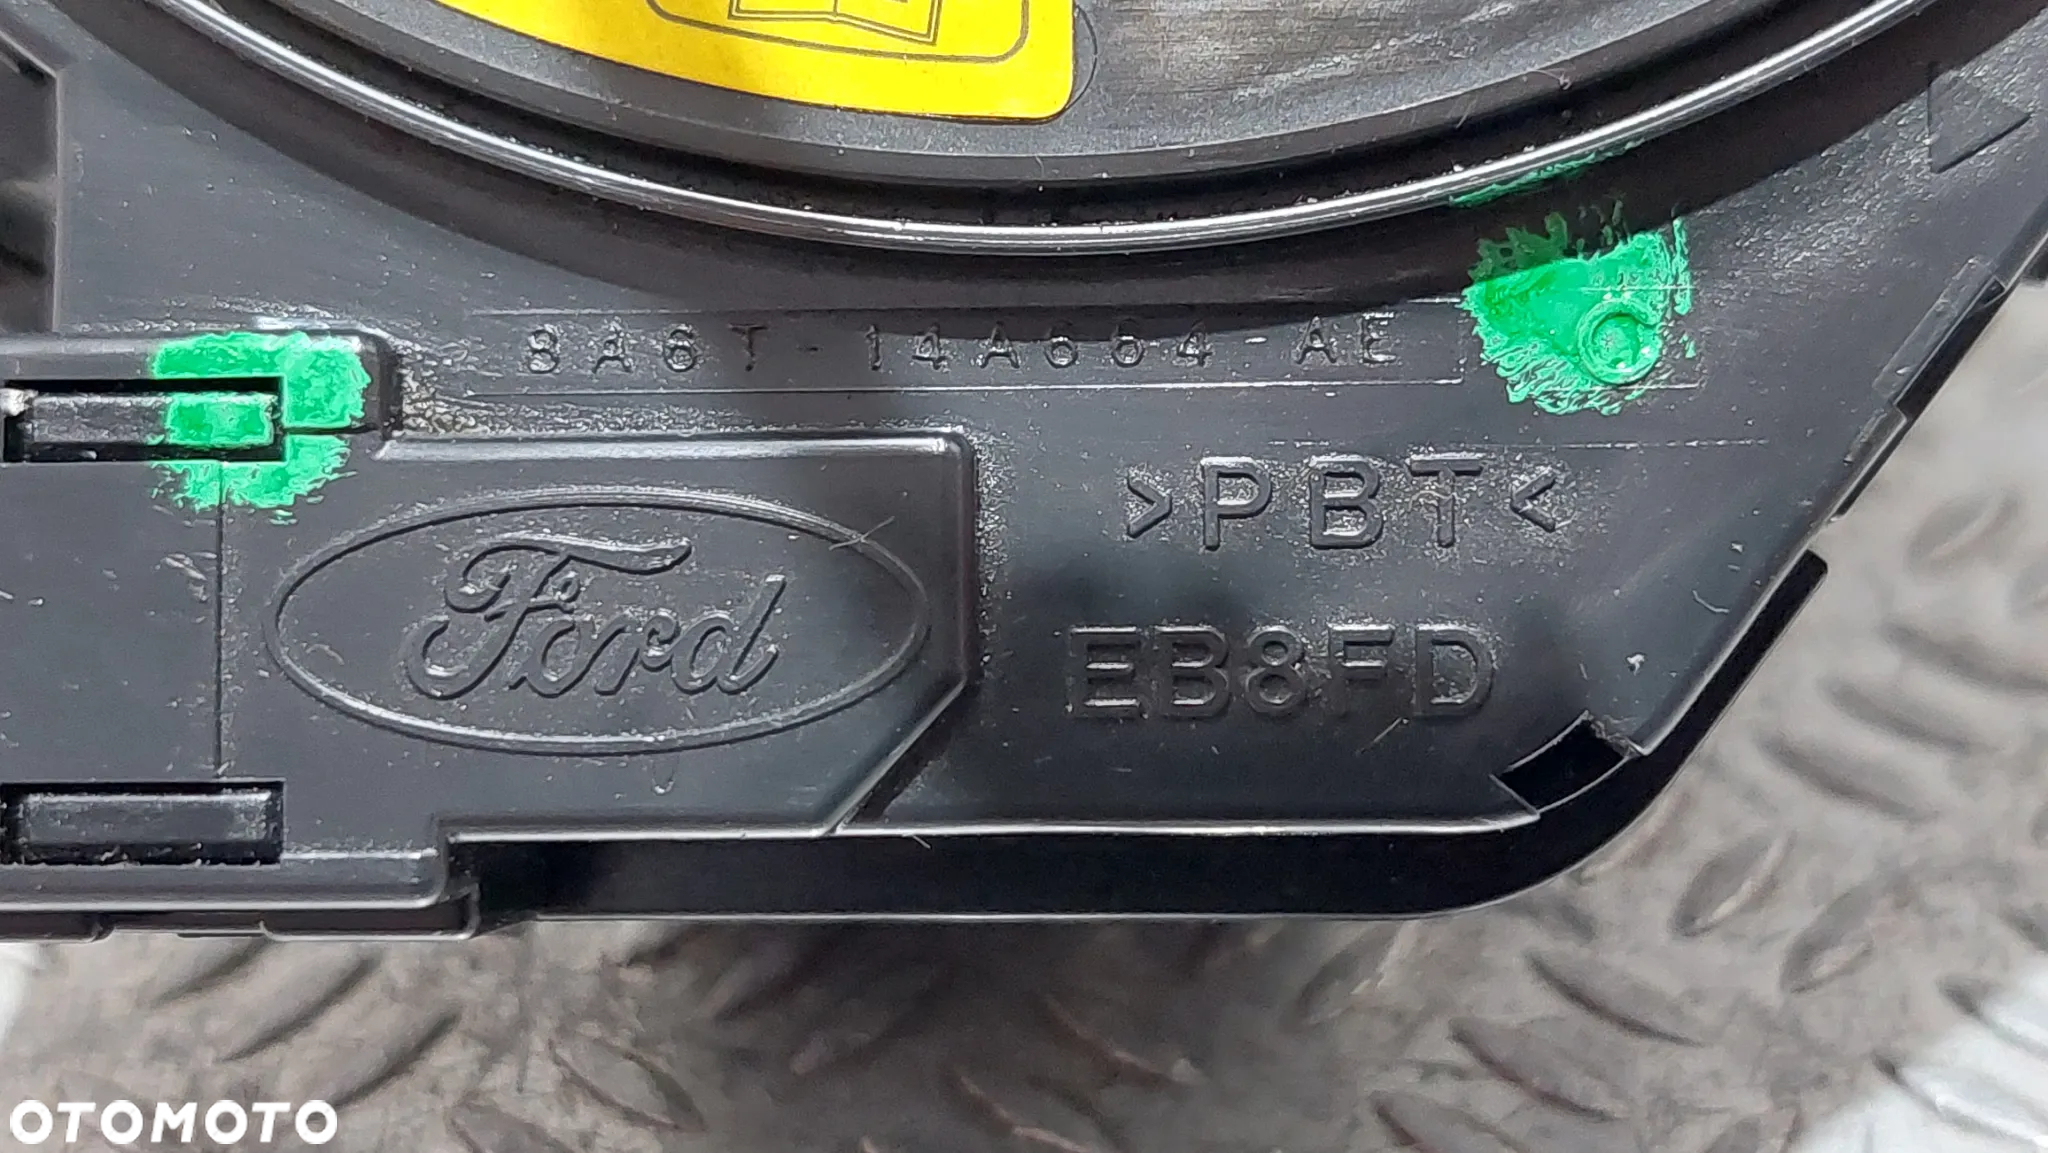 8A6T-14A664-AE
>PBT<
Ford
EB8FD
OTOMOTO